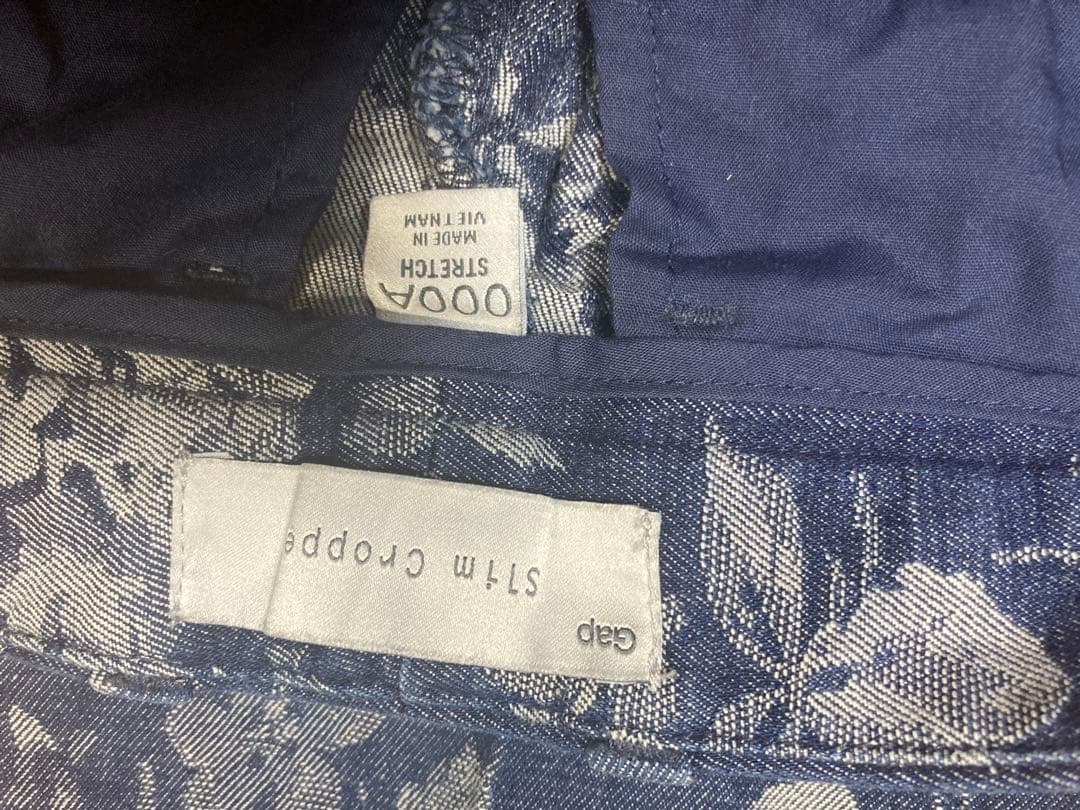 000A
STRETCH
MADE IN
VIETNAM
Gap
Slim Croppe